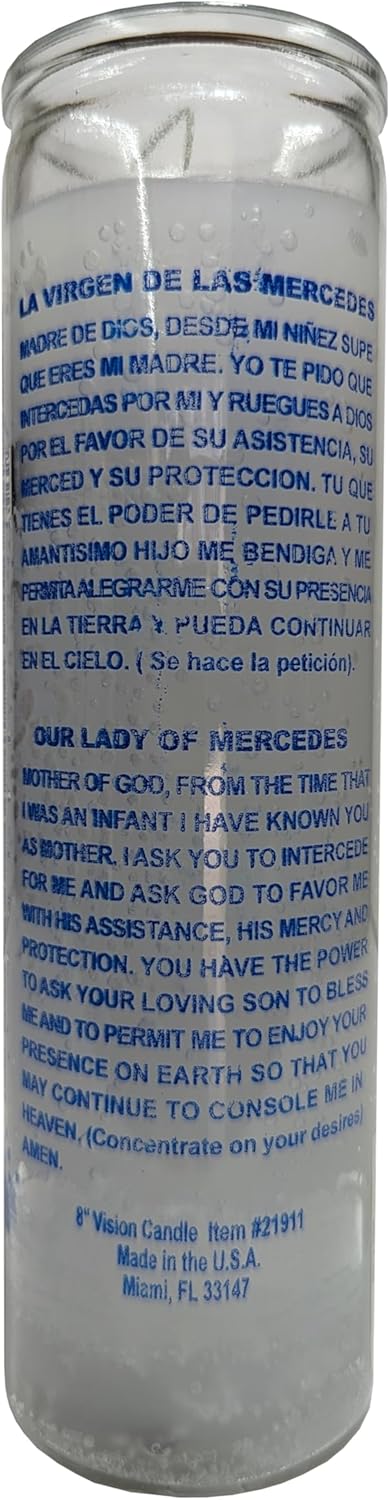 LA VIRGEN DE LAS MERCEDES
MADRE DE DIOS, DESDE MI NIÑEZ SUPE
QUE ERES MI MADRE. YO TE PIDO QUE
INTERCEDAS POR MI Y RUEGUES A DIOS
POR EL FAVOR DE SU ASISTENCIA, SU
MERCED Y SU PROTECCION. TU QUE
TIENES EL PODER DE PEDIRLE A TU
AMANTISIMO HIJO ME BENDIGA Y ME
PERMITA ALEGRARME CON SU PRESENCIA
EN LA TIERRA Y PUEDA CONTINUAR
EN EL CIELO. ( Se hace la petición).
OUR LADY OF MERCEDES
MOTHER OF GOD, FROM THE TIME THAT
I WAS AN INFANT I HAVE KNOWN YOU
AS MOTHER. I ASK YOU TO INTERCEDE
FOR ME AND ASK GOD TO FAVOR ME
WITH HIS ASSISTANCE, HIS MERCY AND
PROTECTION. YOU HAVE THE POWER
TO ASK YOUR LOVING SON TO BLESS
ME AND TO PERMIT ME TO ENJOY YOUR
PRESENCE ON EARTH SO THAT YOU
MAY CONTINUE TO CONSOLE ME IN
HEAVEN. (Concentrate on your desires)
AMEN.
8" Vision Candle Item #21911
Made in the U.S.A.
Miami, FL 33147